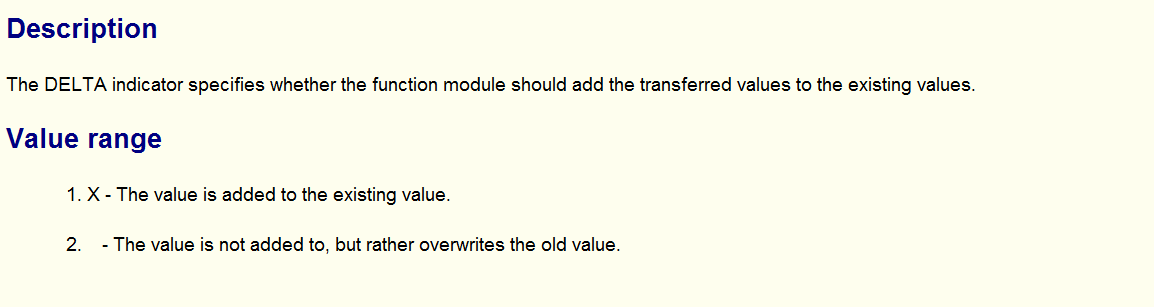 Description
The DELTA indicator specifies whether the function module should add the transferred values to the existing values.
Value range
1. X - The value is added to the existing value.
2.    - The value is not added to, but rather overwrites the old value.